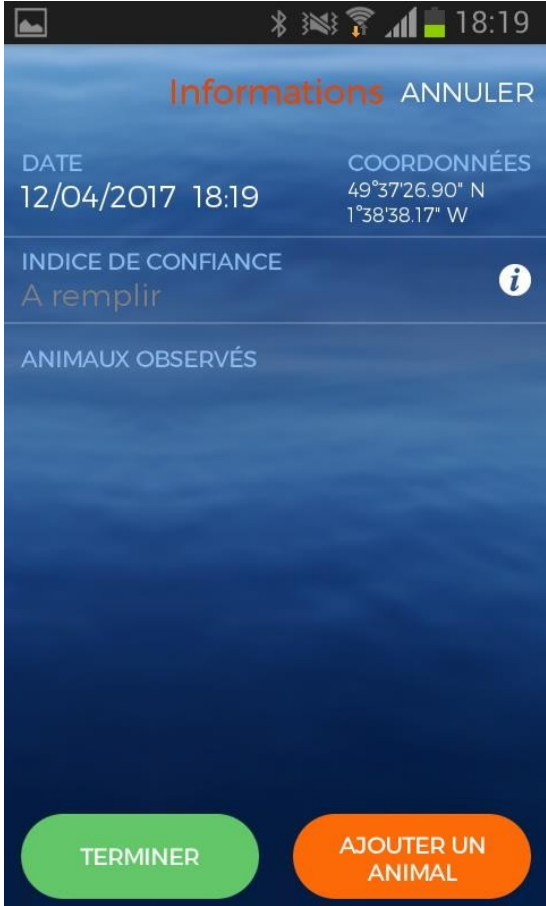 18:19
Informations ANNULER
DATE
12/04/2017 18:19
COORDONNÉES
49°37'26.90" N
1°38'38.17" W
INDICE DE CONFIANCE
A remplir
i
ANIMAUX OBSERVÉS
TERMINER
AJOUTER UN
ANIMAL